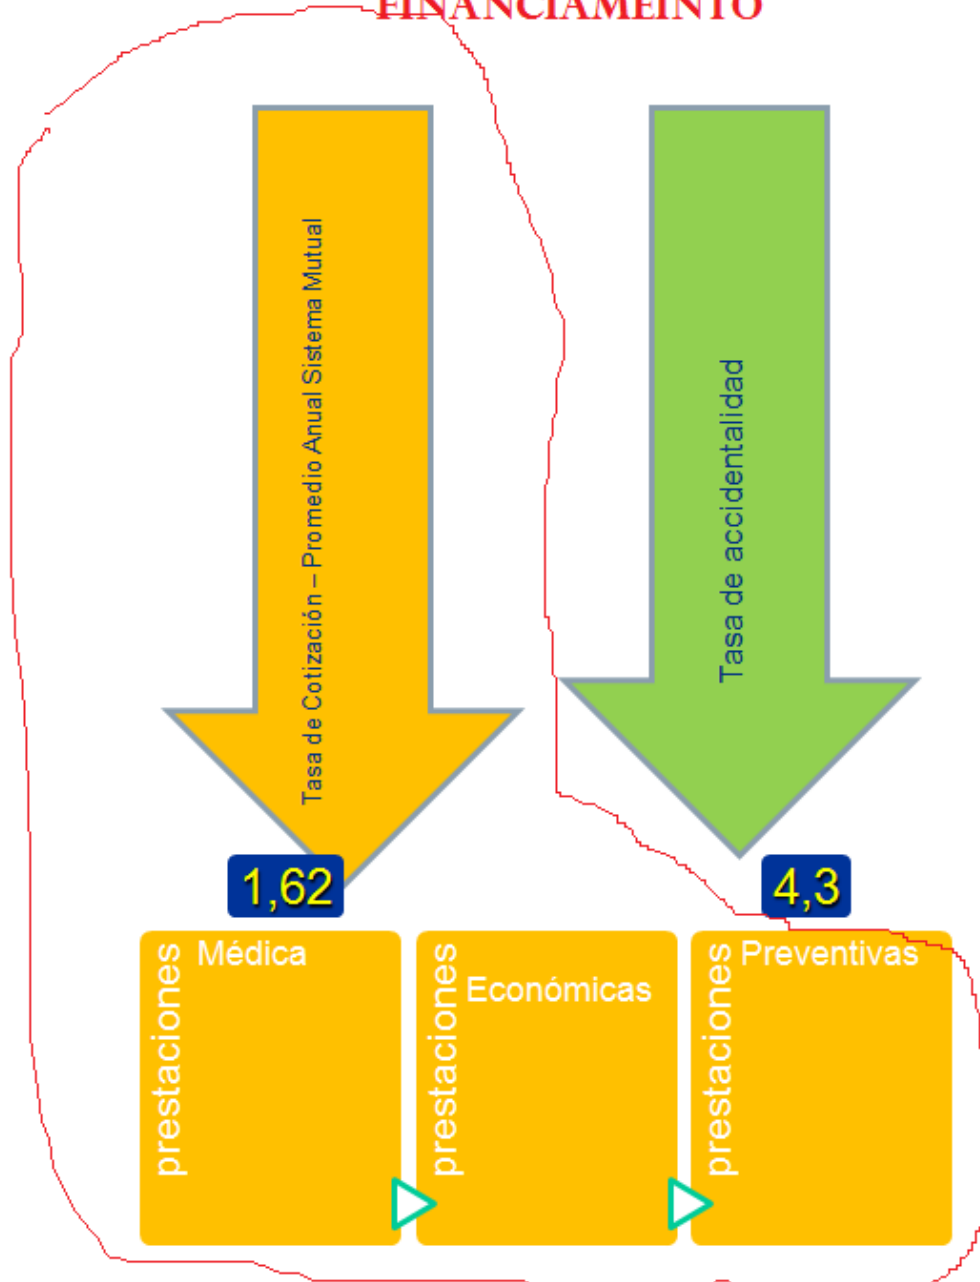 FINANCIAMEINTO
Tasa de Cotización – Promedio Anual Sistema Mutual
Tasa de accidentalidad
1,62
4,3
prestaciones
Médica
prestaciones
Económicas
prestaciones
Preventivas